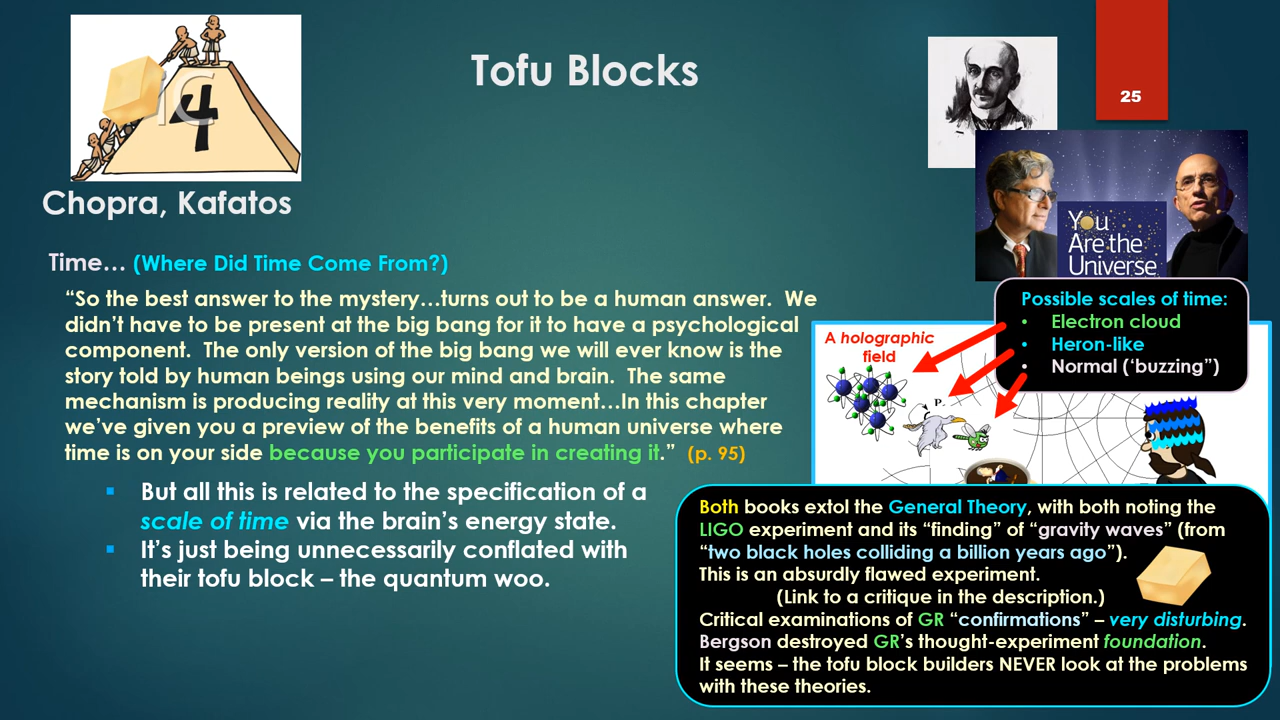 Tofu Blocks
25
4
Chopra, Kafatos
You
Are the
Universe
Time… (Where Did Time Come From?)
“So the best answer to the mystery…turns out to be a human answer.  We
didn’t have to be present at the big bang for it to have a psychological
component.  The only version of the big bang we will ever know is the
story told by human beings using our mind and brain.  The same
mechanism is producing reality at this very moment…In this chapter
we’ve given you a preview of the benefits of a human universe where
time is on your side because you participate in creating it.”  (p. 95)
▪ But all this is related to the specification of a
scale of time via the brain’s energy state.
▪ It’s just being unnecessarily conflated with
their tofu block – the quantum woo.
Possible scales of time:
• Electron cloud
• Heron-like
• Normal (‘buzzing”)
A holographic
field
P.
Both books extol the General Theory, with both noting the
LIGO experiment and its “finding” of “gravity waves” (from
“two black holes colliding a billion years ago”).
This is an absurdly flawed experiment.
(Link to a critique in the description.)
Critical examinations of GR “confirmations” – very disturbing.
Bergson destroyed GR’s thought-experiment foundation.
It seems – the tofu block builders NEVER look at the problems
with these theories.